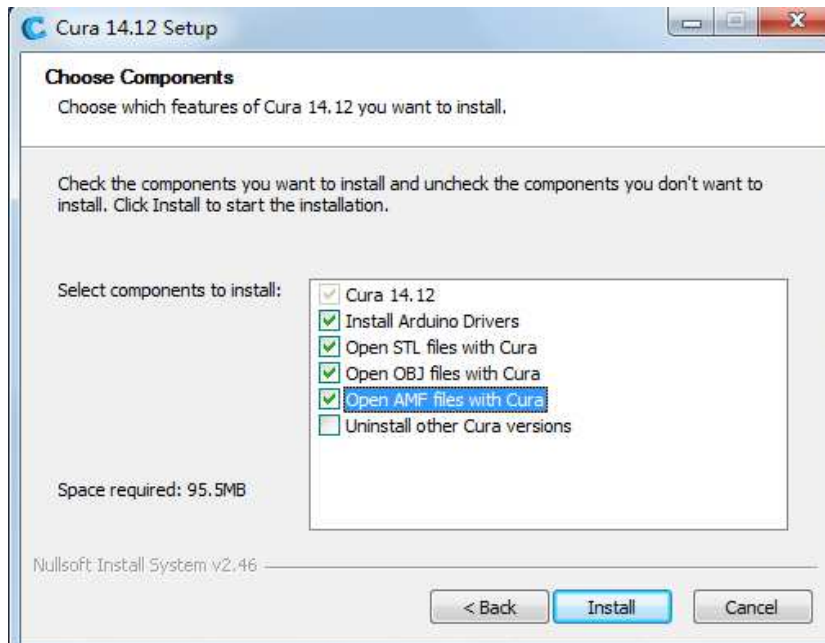 Cura 14.12 Setup
Choose Components
Choose which features of Cura 14.12 you want to install.
Check the components you want to install and uncheck the components you don't want to
install. Click Install to start the installation.
Select components to install:
Cura 14.12
Install Arduino Drivers
Open STL files with Cura
Open OBJ files with Cura
Open AMF files with Cura
Uninstall other Cura versions
Space required: 95.5MB
Nullsoft Install System v2.46
< Back
Install
Cancel